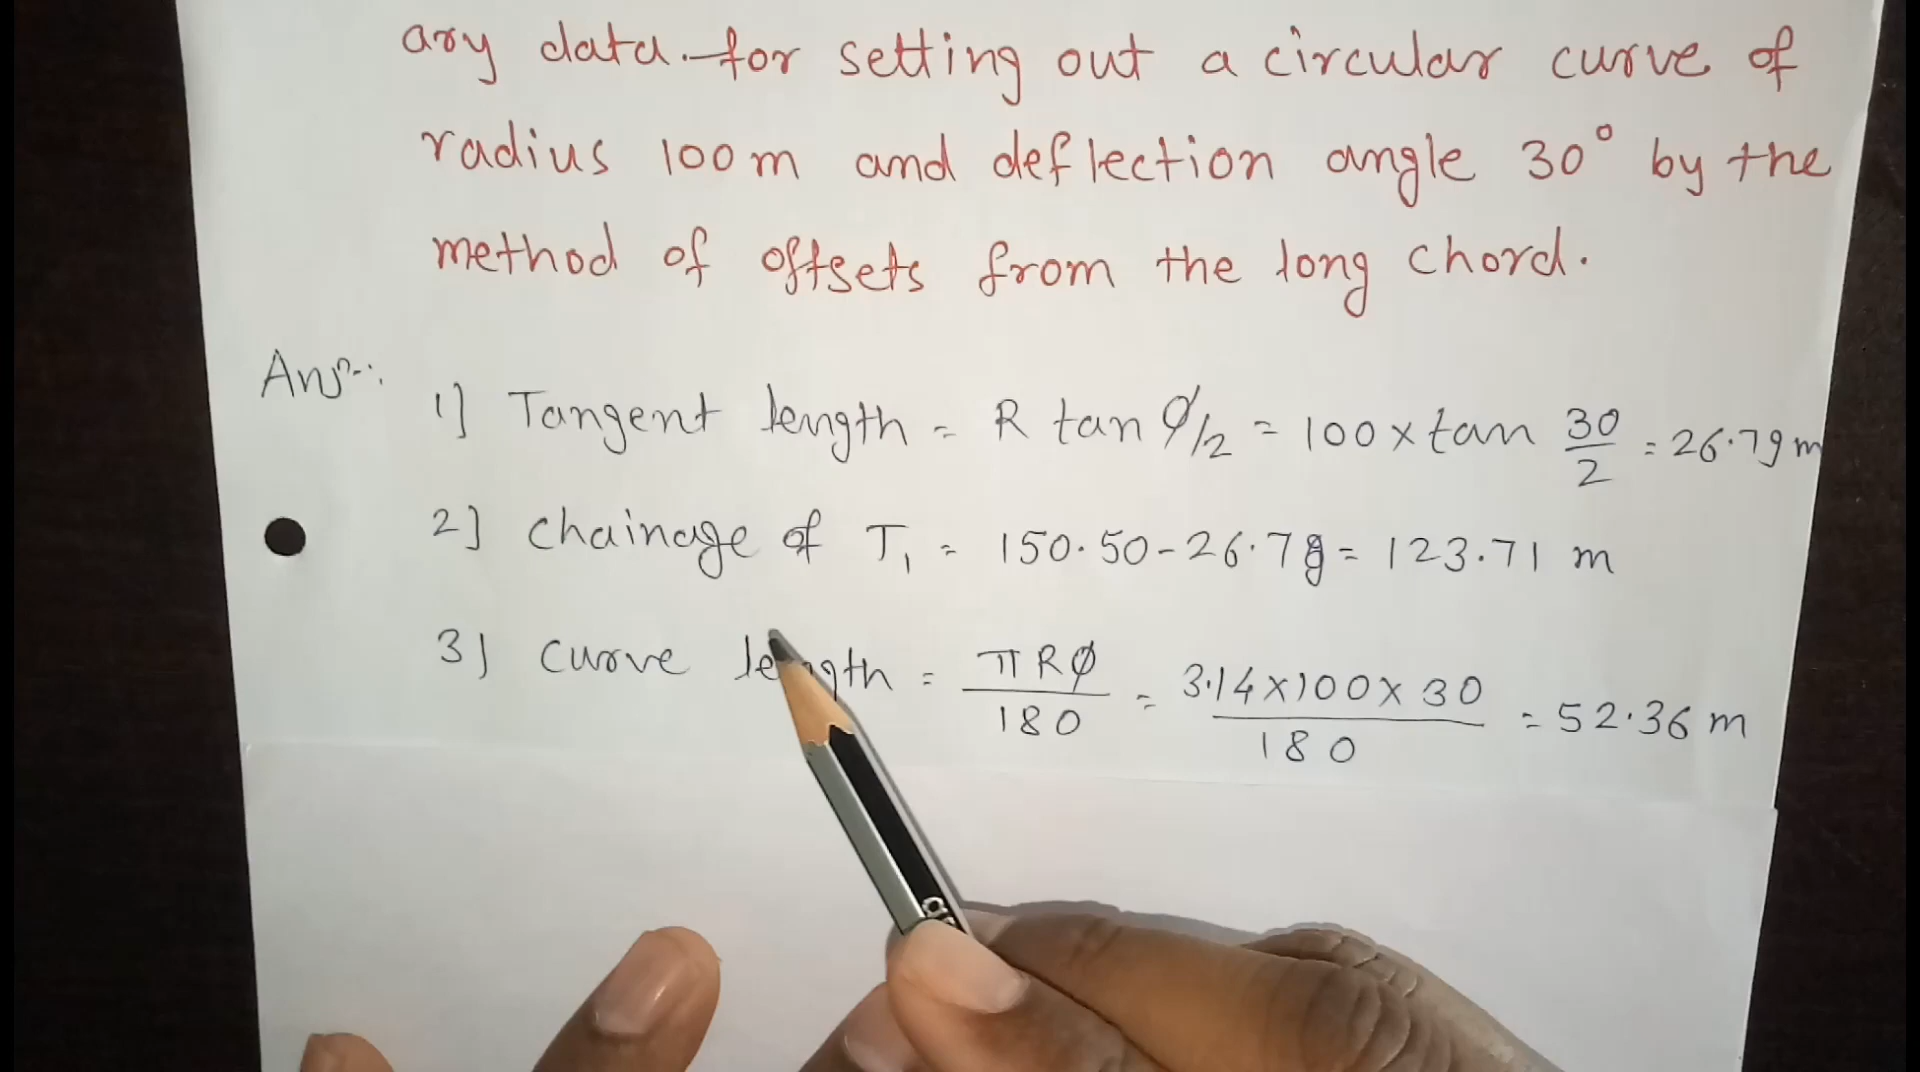 ary data. for setting out a circular curve of
radius 100 m and deflection angle 30° by the
method of offsets from the long chord.
Ansⁿ:-
1] Tangent length = R tan φ/2 = 100 x tan 30/2 = 26.79 m
2] Chainage of T₁ = 150.50 - 26.79 = 123.71 m
3] curve length = πRφ/180 = 3.14 x 100 x 30/180 = 52.36 m